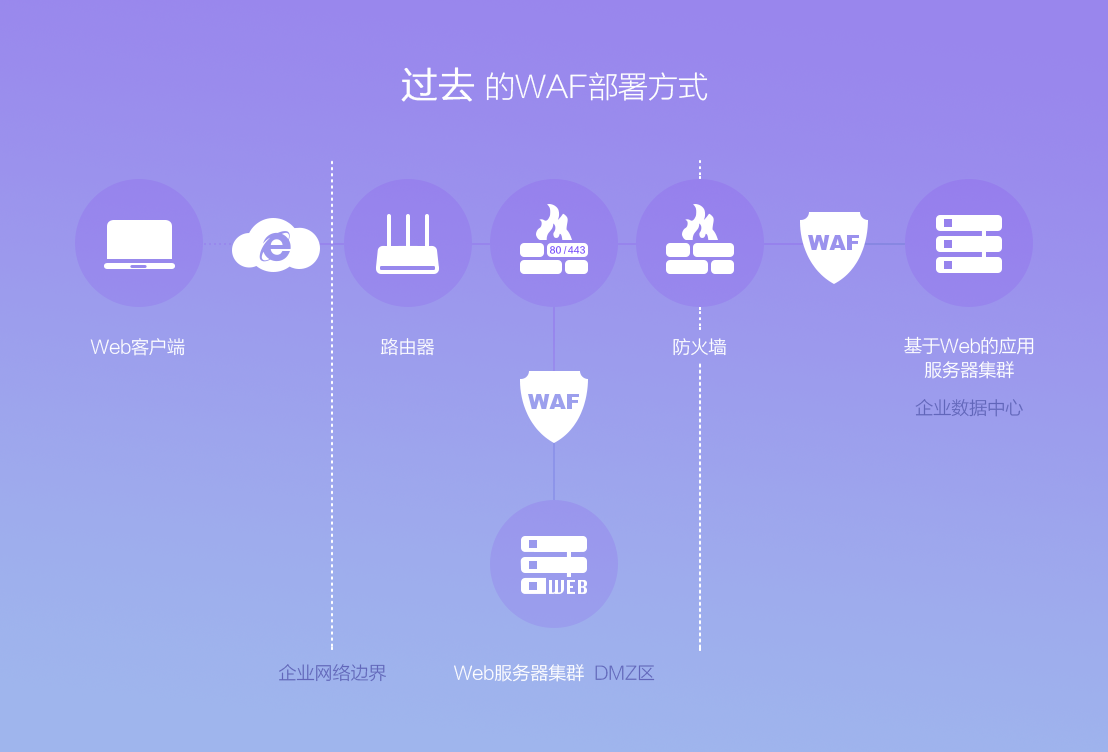 过去 的WAF部署方式
80/443
WAF
Web客户端
路由器
防火墙
基于Web的应用
服务器集群
企业数据中心
WAF
WEB
企业网络边界
Web服务器集群 DMZ区